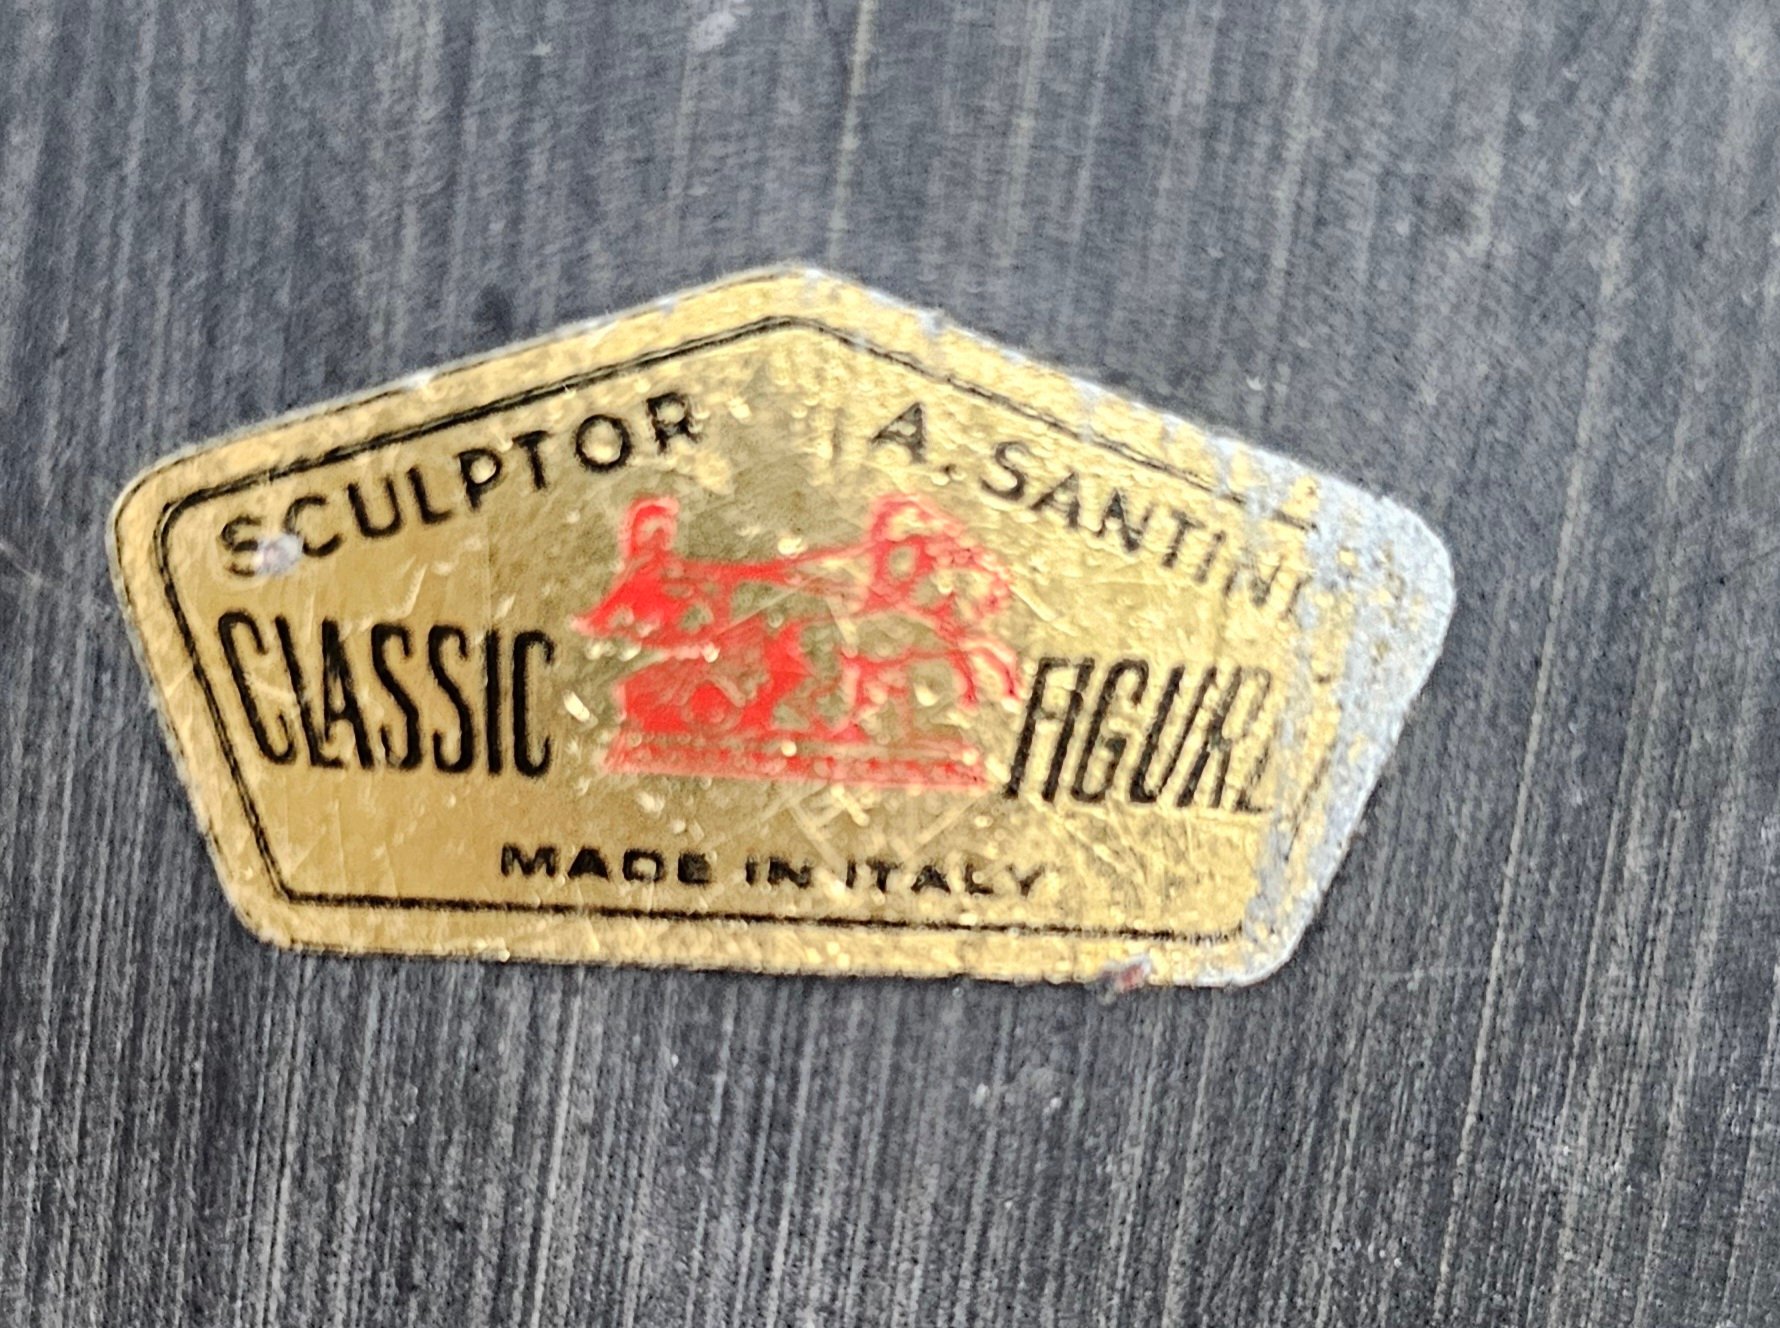 SCULPTOR A. SANTINI
CLASSIC FIGURE
MADE IN ITALY